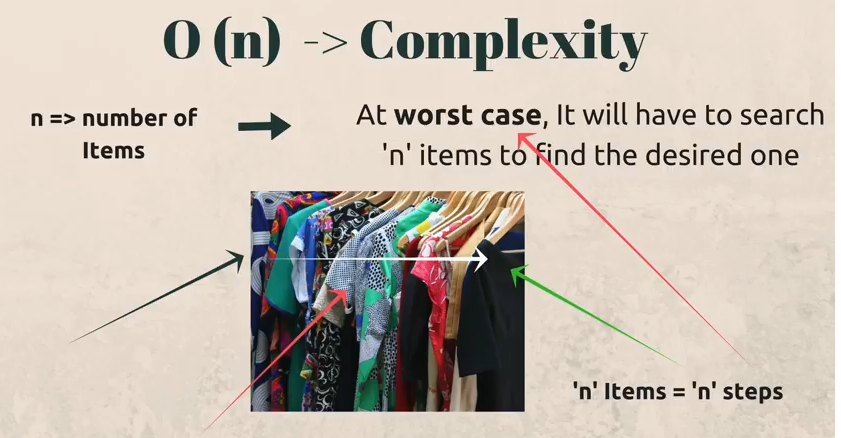 O (n) -> Complexity
n => number of
Items
At worst case, It will have to search
'n' items to find the desired one
'n' Items = 'n' steps